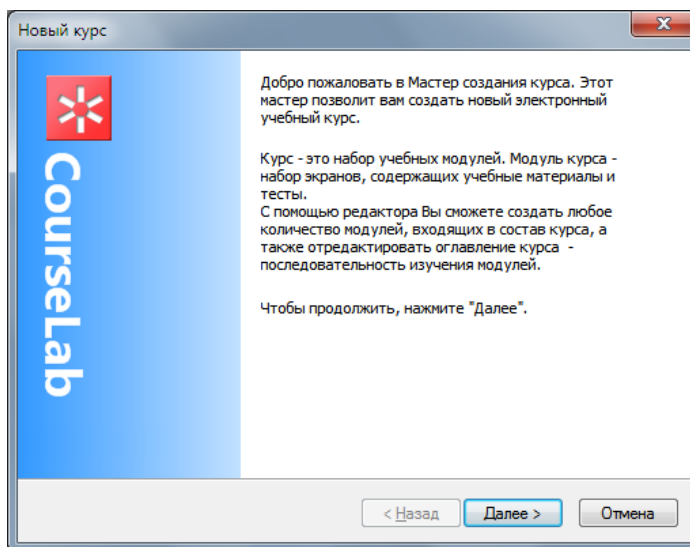 Новый курс
CourseLab
Добро пожаловать в Мастер создания курса. Этот
мастер позволит вам создать новый электронный
учебный курс.
Курс - это набор учебных модулей. Модуль курса -
набор экранов, содержащих учебные материалы и
тесты.
С помощью редактора Вы сможете создать любое
количество модулей, входящих в состав курса, а
также отредактировать оглавление курса -
последовательность изучения модулей.
Чтобы продолжить, нажмите "Далее".
< Назад
Далее >
Отмена